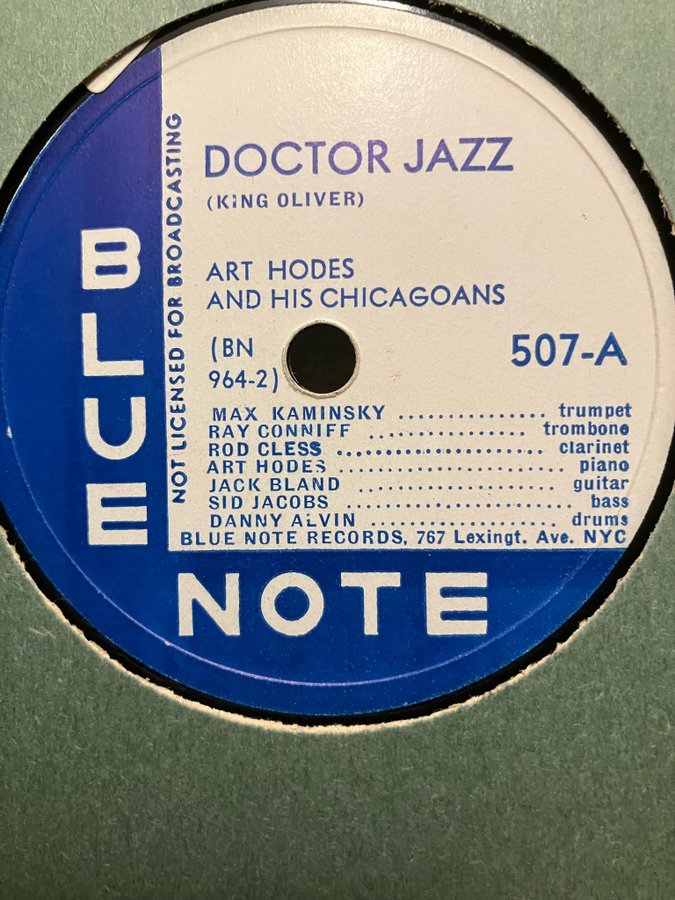 DOCTOR JAZZ
(KING OLIVER)
ART HODES
AND HIS CHICAGOANS
(BN
964-2)
507-A
MAX KAMINSKY ............... trumpet
RAY CONNIFF ............... trombone
ROD CLESS .................... clarinet
ART HODES ...................... piano
JACK BLAND .................... guitar
SID JACOBS ...................... bass
DANNY ALVIN ................. drums
BLUE NOTE RECORDS, 767 Lexingt. Ave. NYC
NOT LICENSED FOR BROADCASTING
BLUE
NOTE